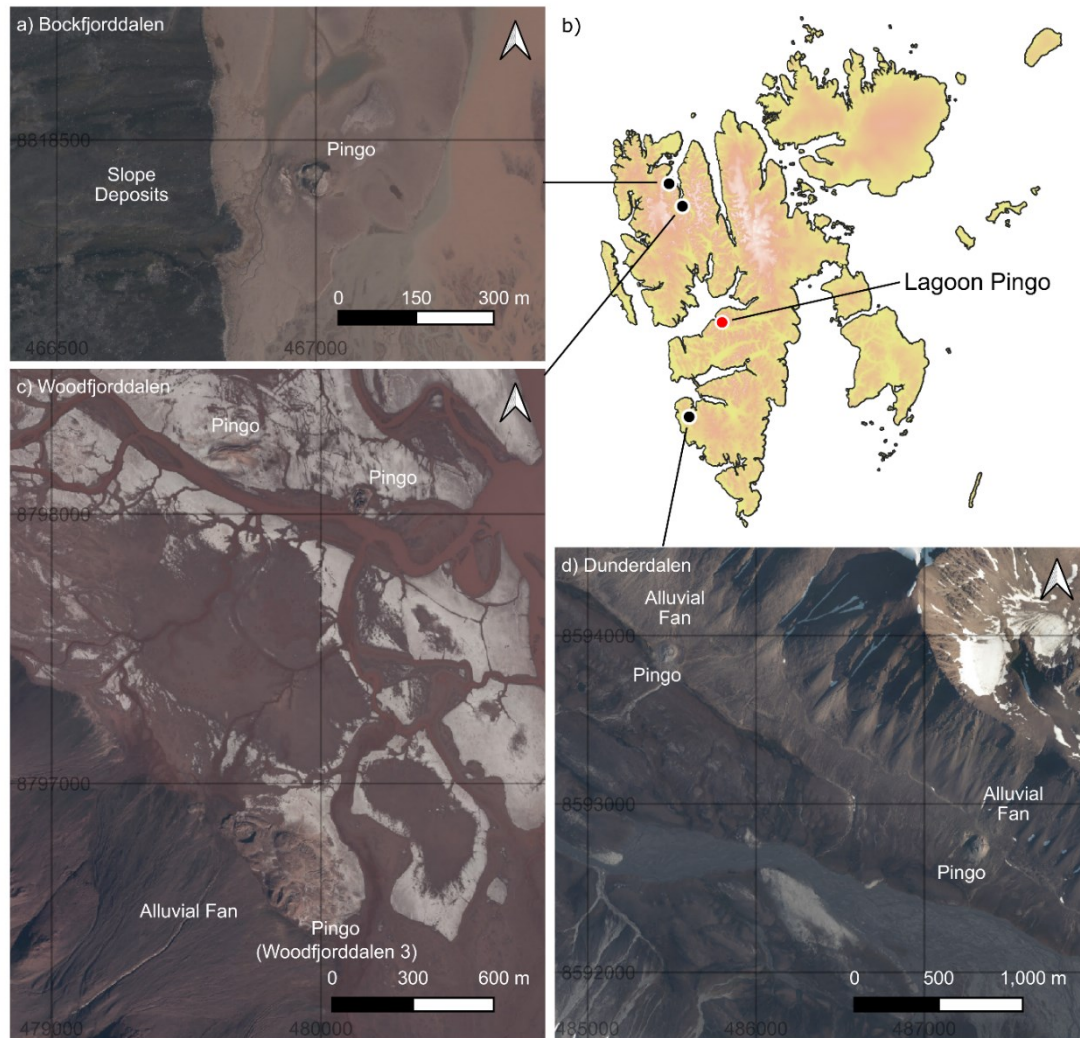 a) Bockfjorddalen
8818500
Pingo
Slope
Deposits
0 150 300 m
466500 467000
b)
Lagoon Pingo
c) Woodfjorddalen
Pingo
Pingo
8798000
8797000
Alluvial Fan
Pingo
(Woodfjorddalen 3)
0 300 600 m
479000 480000
d) Dunderdalen
Alluvial
Fan
8594000
Pingo
8593000
Alluvial
Fan
Pingo
8592000
0 500 1,000 m
485000 486000 487000